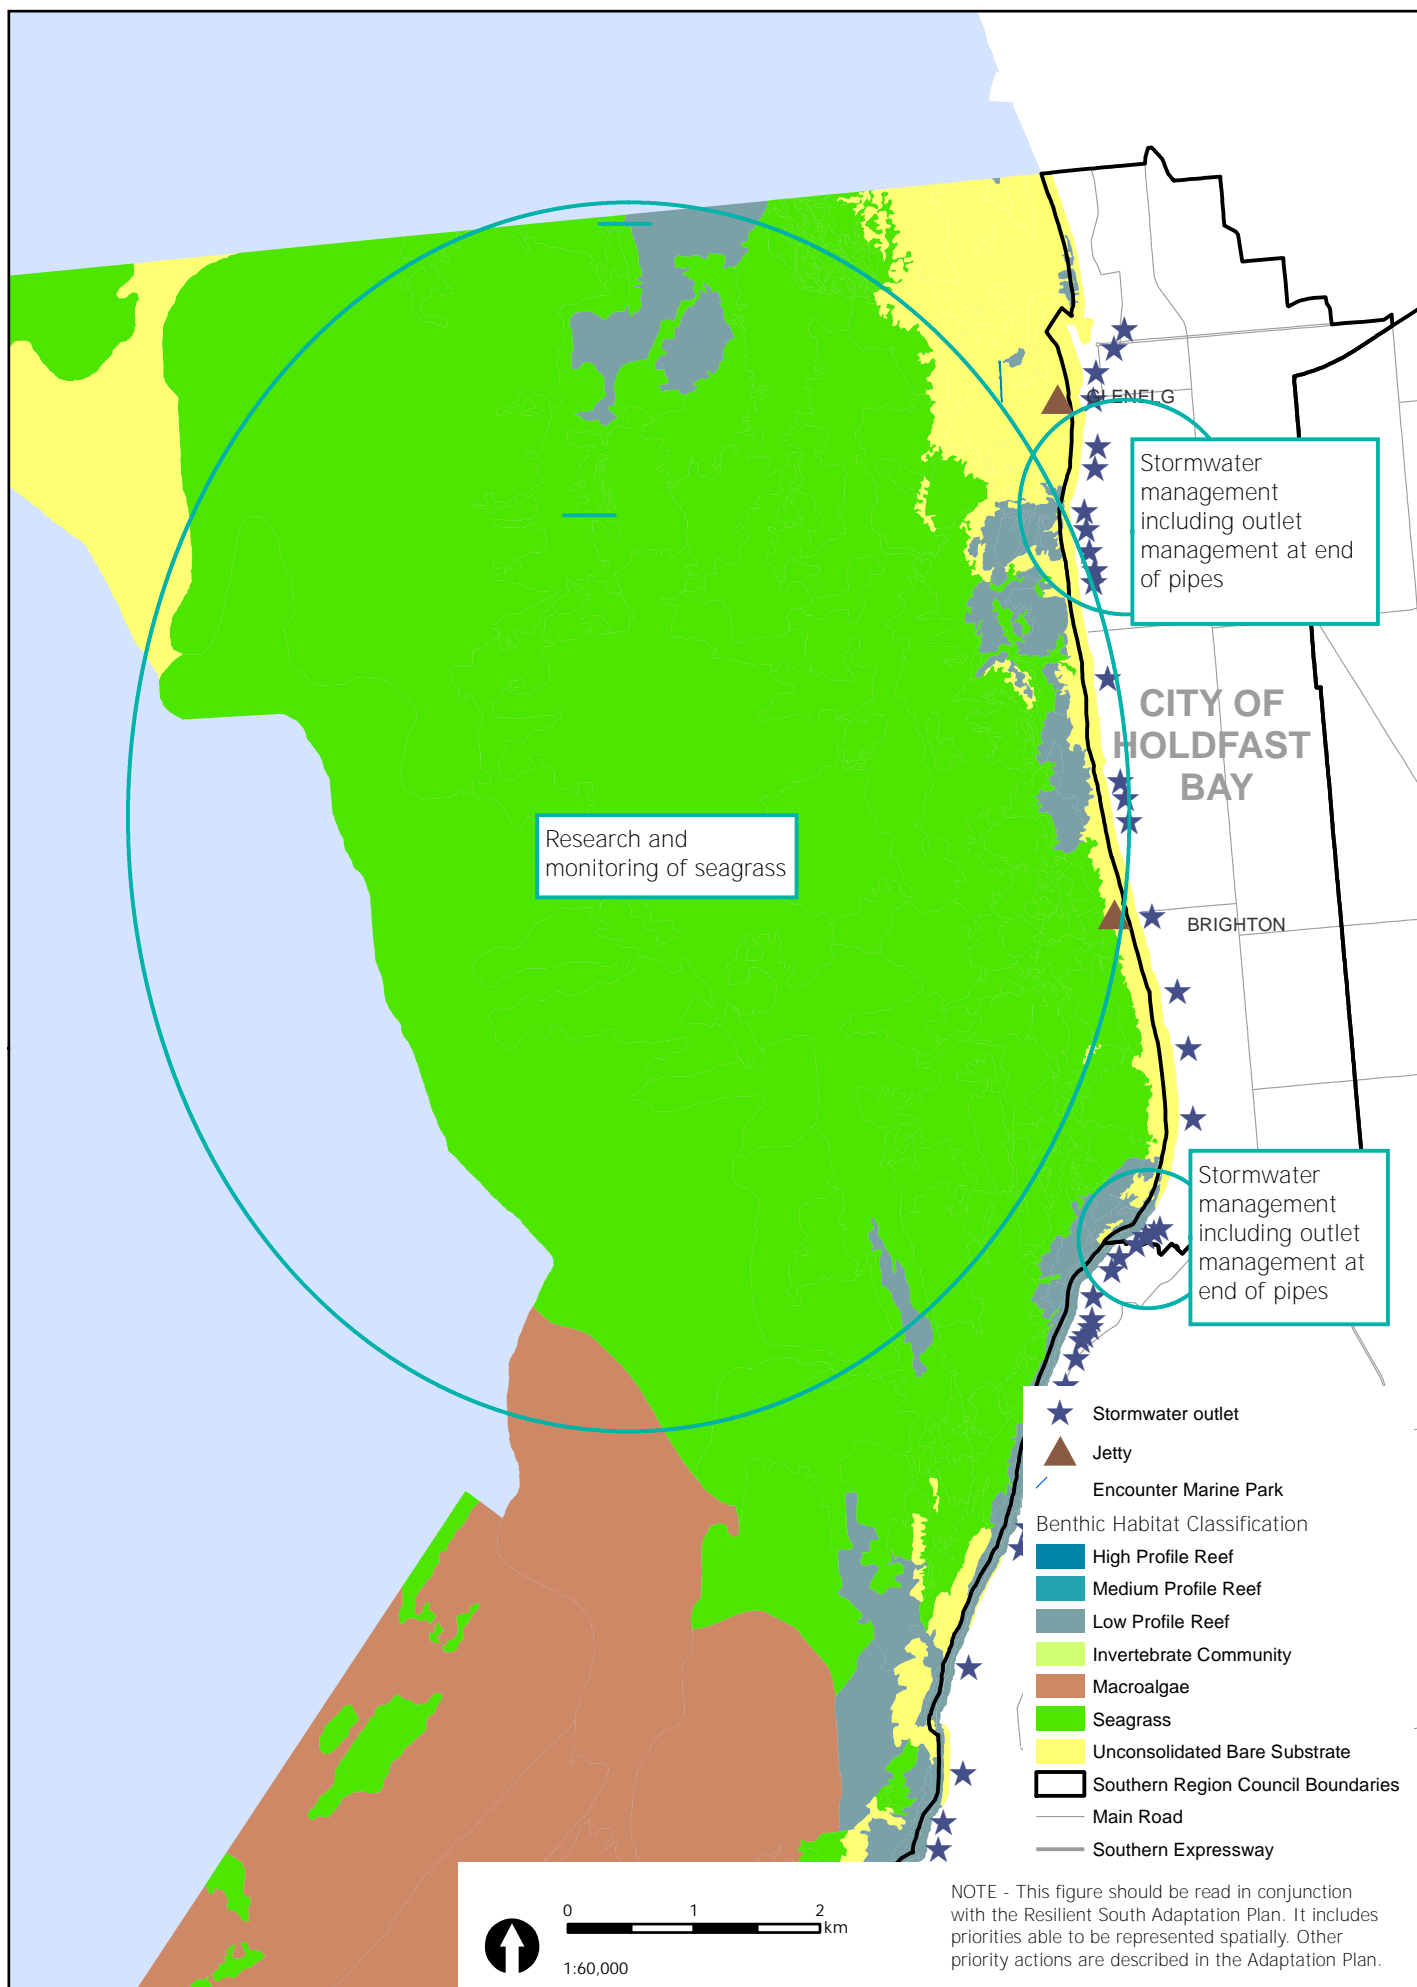 GLENELG
Stormwater
management
including outlet
management at end
of pipes
CITY OF
HOLDFAST
BAY
Research and
monitoring of seagrass
BRIGHTON
Stormwater
management
including outlet
management at
end of pipes
Stormwater outlet
Jetty
Encounter Marine Park
Benthic Habitat Classification
High Profile Reef
Medium Profile Reef
Low Profile Reef
Invertebrate Community
Macroalgae
Seagrass
Unconsolidated Bare Substrate
Southern Region Council Boundaries
Main Road
Southern Expressway
0 1 2
km
1:60,000
NOTE - This figure should be read in conjunction
with the Resilient South Adaptation Plan. It includes
priorities able to be represented spatially. Other
priority actions are described in the Adaptation Plan.